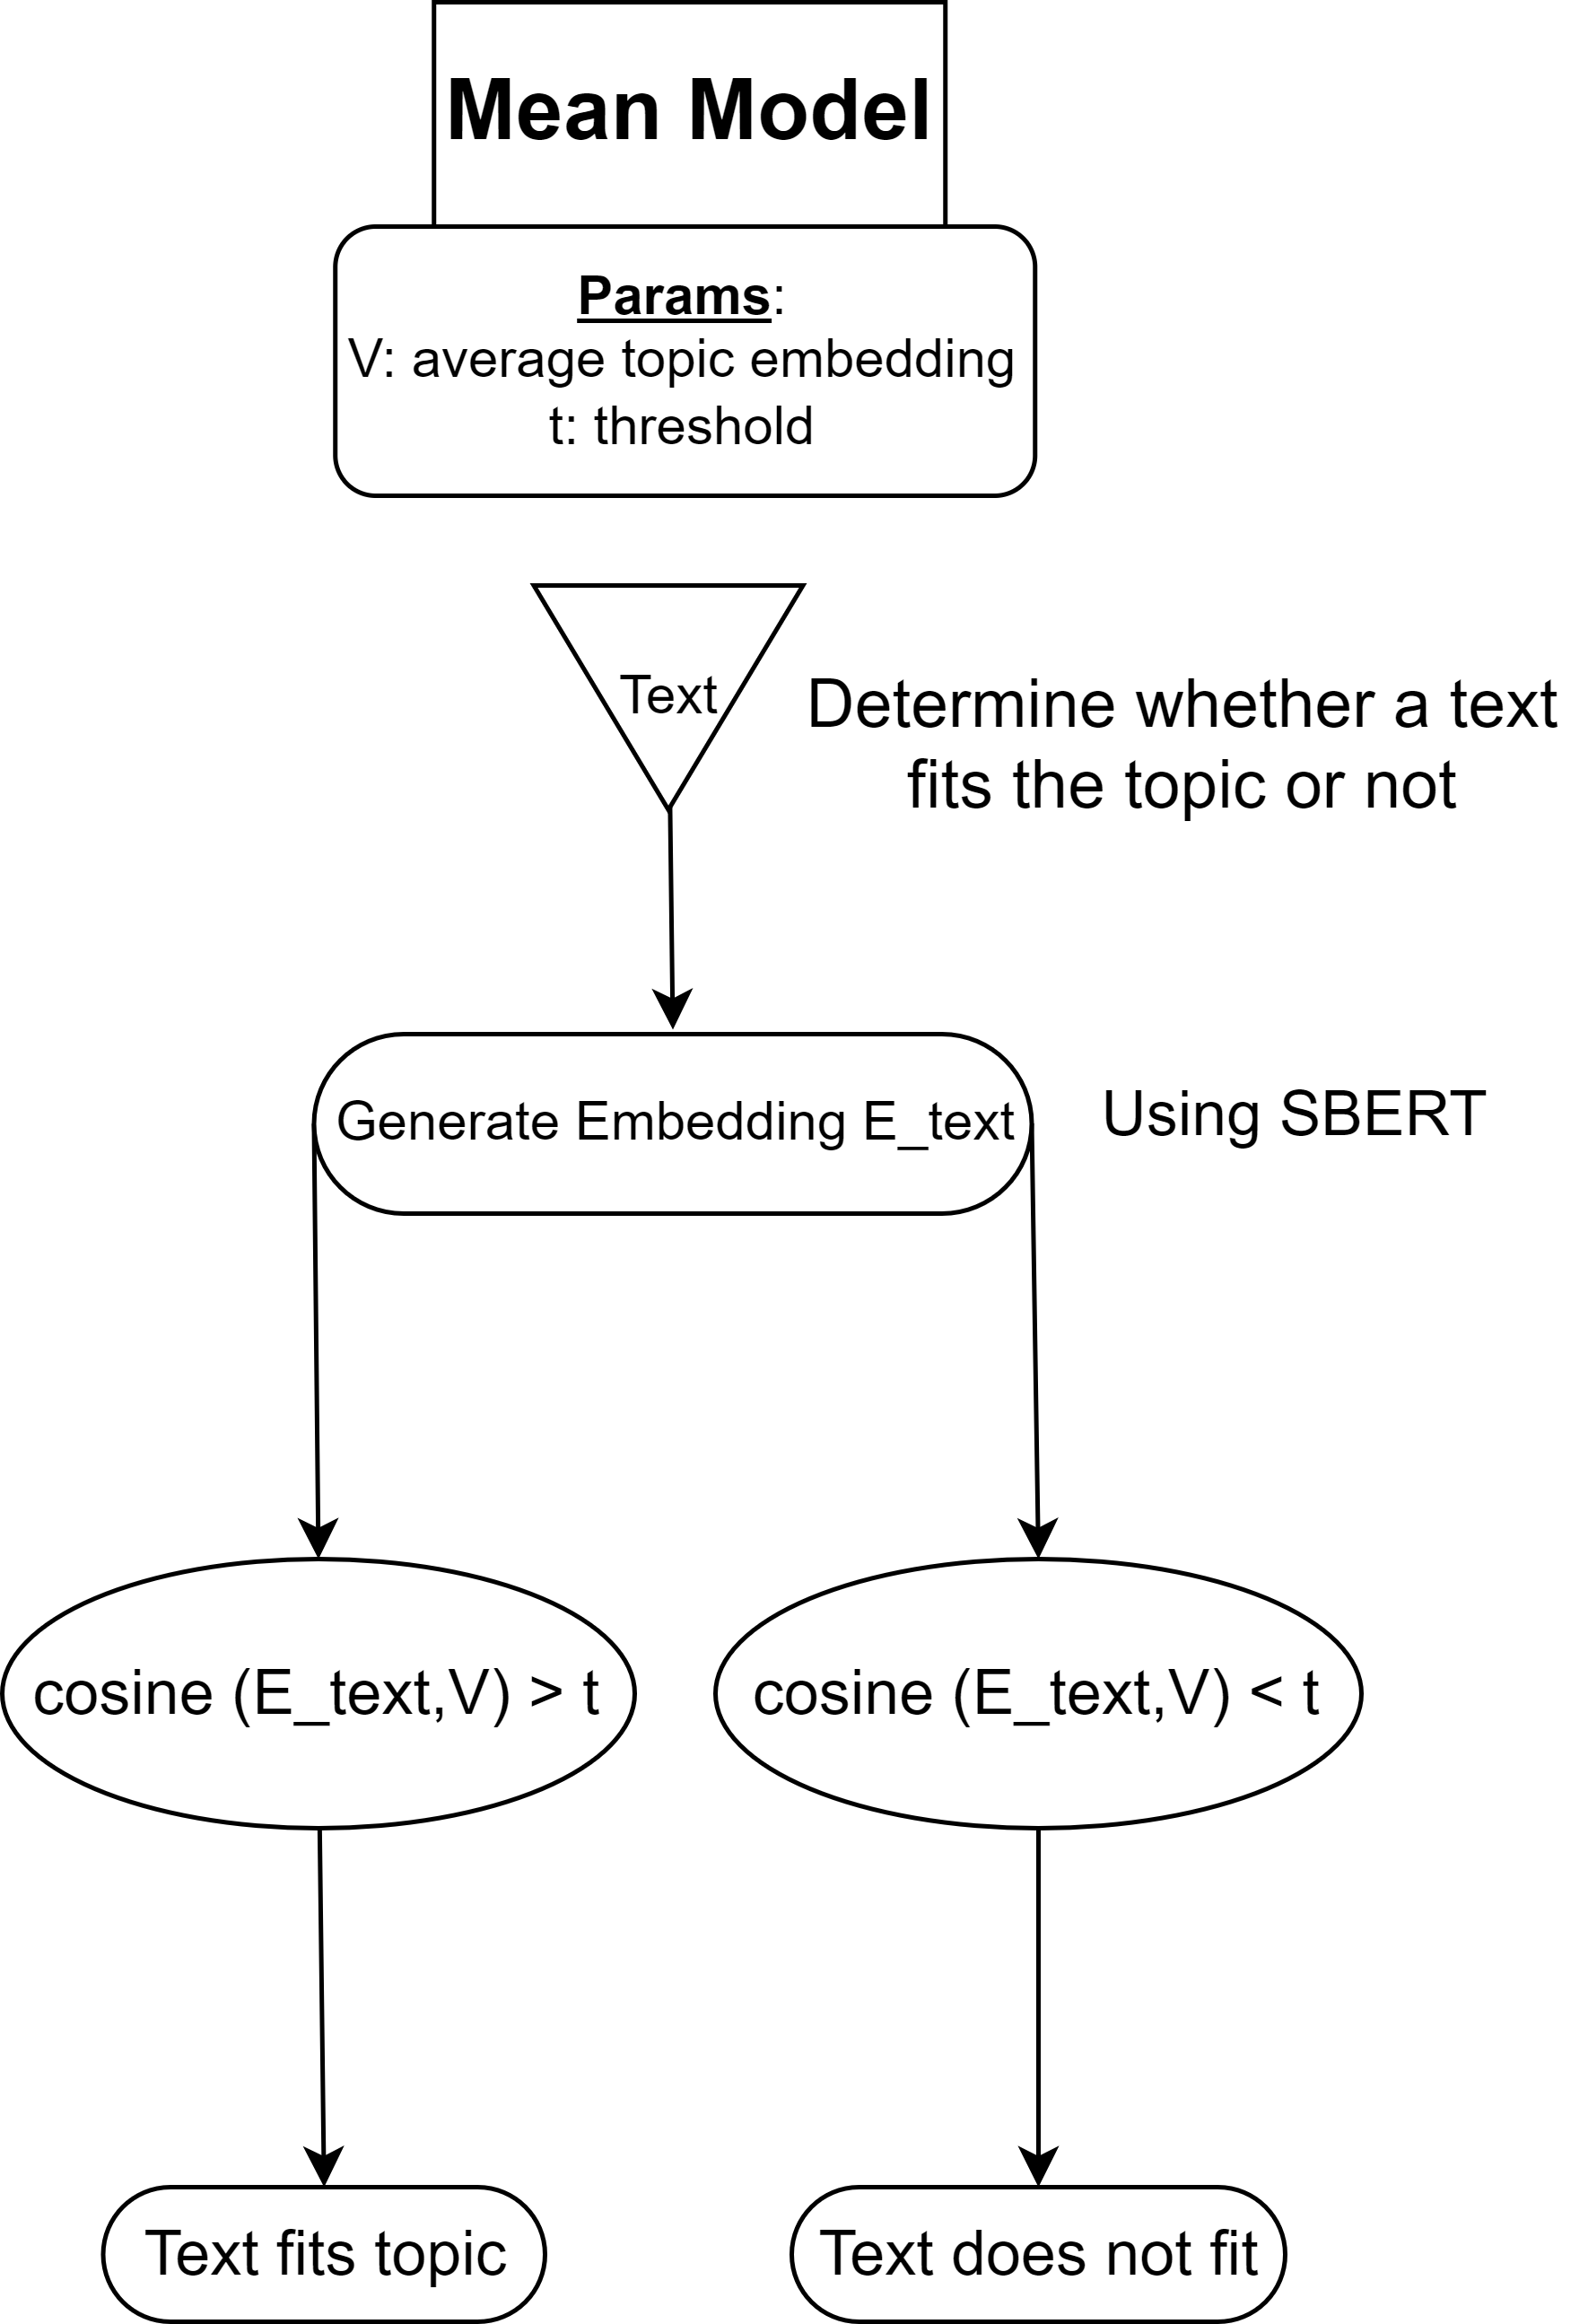 Mean Model
Params:
V: average topic embedding
t: threshold
Text
Determine whether a text
fits the topic or not
Generate Embedding E_text
Using SBERT
cosine (E_text,V) > t
cosine (E_text,V) < t
Text fits topic
Text does not fit